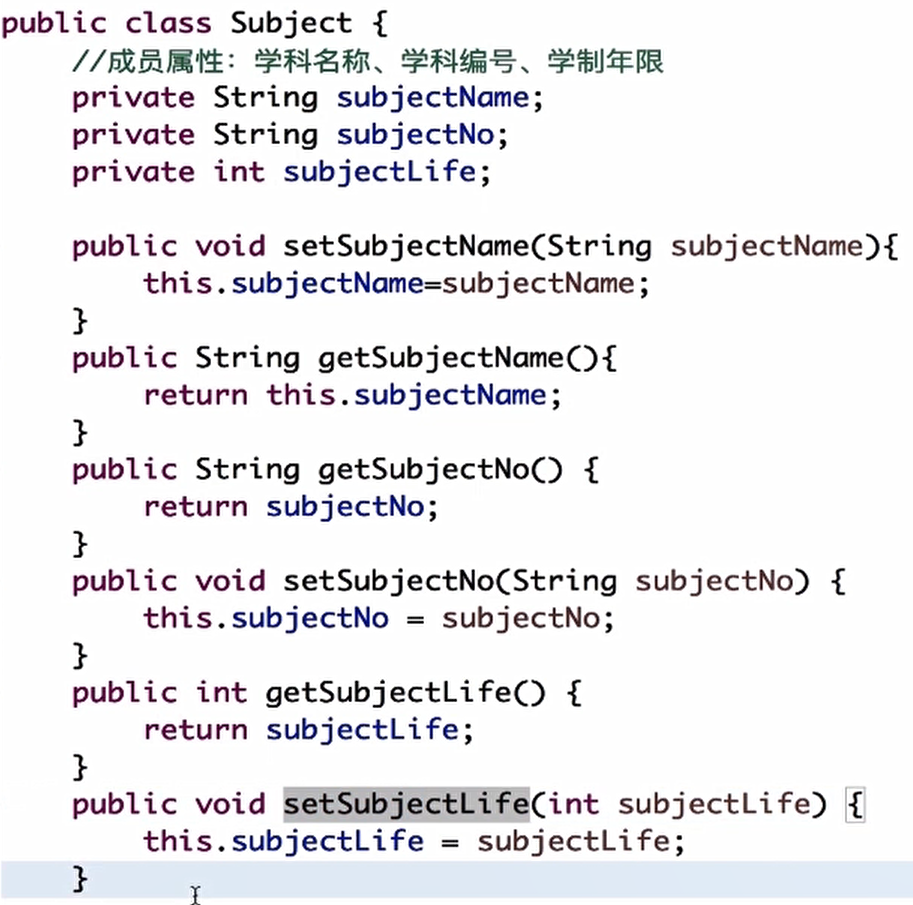 public class Subject {
//成员属性：学科名称、学科编号、学制年限
private String subjectName;
private String subjectNo;
private int subjectLife;
public void setSubjectName(String subjectName){
this.subjectName=subjectName;
}
public String getSubjectName(){
return this.subjectName;
}
public String getSubjectNo() {
return subjectNo;
}
public void setSubjectNo(String subjectNo) {
this.subjectNo = subjectNo;
}
public int getSubjectLife() {
return subjectLife;
}
public void setSubjectLife(int subjectLife) {
this.subjectLife = subjectLife;
}